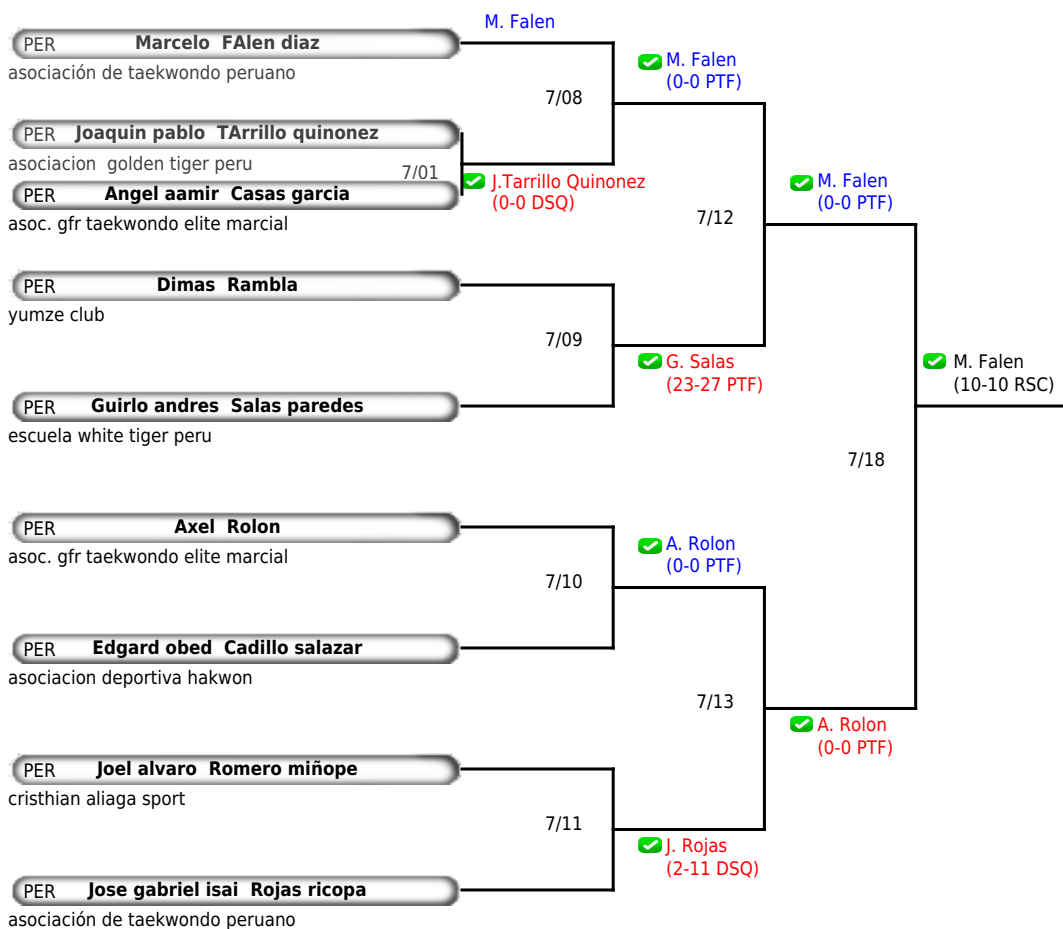 M. Falen
PER Marcelo FAlen diaz
asociación de taekwondo peruano
M. Falen
(0-0 PTF)
7/08
PER Joaquin pablo TArrillo quinonez
asociacion golden tiger peru
7/01
J.Tarrillo Quinonez
(0-0 DSQ)
PER Angel aamir Casas garcia
asoc. gfr taekwondo elite marcial
M. Falen
(0-0 PTF)
7/12
PER Dimas Rambla
yumze club
7/09
G. Salas
(23-27 PTF)
M. Falen
(10-10 RSC)
PER Guirlo andres Salas paredes
escuela white tiger peru
7/18
PER Axel Rolon
asoc. gfr taekwondo elite marcial
A. Rolon
(0-0 PTF)
7/10
PER Edgard obed Cadillo salazar
asociacion deportiva hakwon
7/13
A. Rolon
(0-0 PTF)
PER Joel alvaro Romero miñope
cristhian aliaga sport
7/11
J. Rojas
(2-11 DSQ)
PER Jose gabriel isai Rojas ricopa
asociación de taekwondo peruano